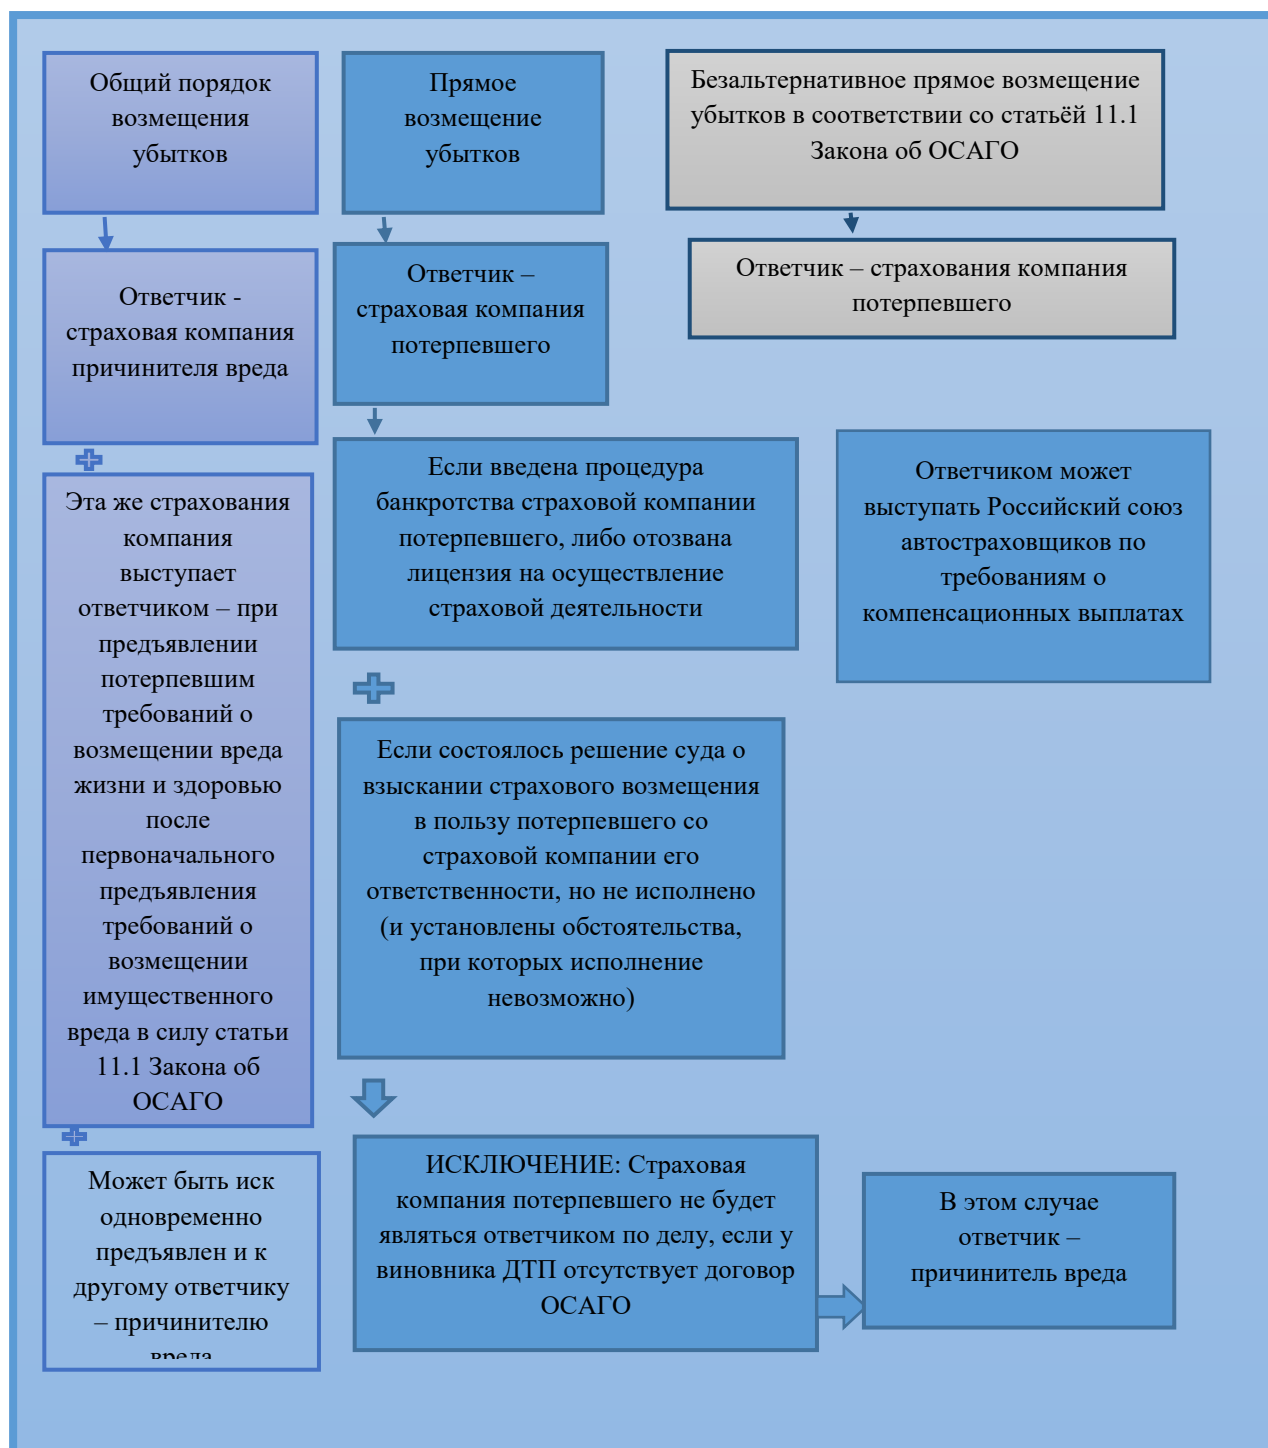 Общий порядок
возмещения
убытков
Прямое
возмещение
убытков
Безальтернативное прямое возмещение
убытков в соответствии со статьёй 11.1
Закона об ОСАГО
Ответчик -
страховая компания
причинителя вреда
Ответчик –
страховая компания
потерпевшего
Ответчик – страхования компания
потерпевшего
Эта же страхования
компания
выступает
ответчиком – при
предъявлении
потерпевшим
требований о
возмещении вреда
жизни и здоровью
после
первоначального
предъявления
требований о
возмещении
имущественного
вреда в силу статьи
11.1 Закона об
ОСАГО
Если введена процедура
банкротства страховой компании
потерпевшего, либо отозвана
лицензия на осуществление
страховой деятельности
Ответчиком может
выступать Российский союз
автостраховщиков по
требованиям о
компенсационных выплатах
Если состоялось решение суда о
взыскании страхового возмещения
в пользу потерпевшего со
страховой компании его
ответственности, но не исполнено
(и установлены обстоятельства,
при которых исполнение
невозможно)
Может быть иск
одновременно
предъявлен и к
другому ответчику
– причинителю
вреда
ИСКЛЮЧЕНИЕ: Страховая
компания потерпевшего не будет
являться ответчиком по делу, если у
виновника ДТП отсутствует договор
ОСАГО
В этом случае
ответчик –
причинитель вреда